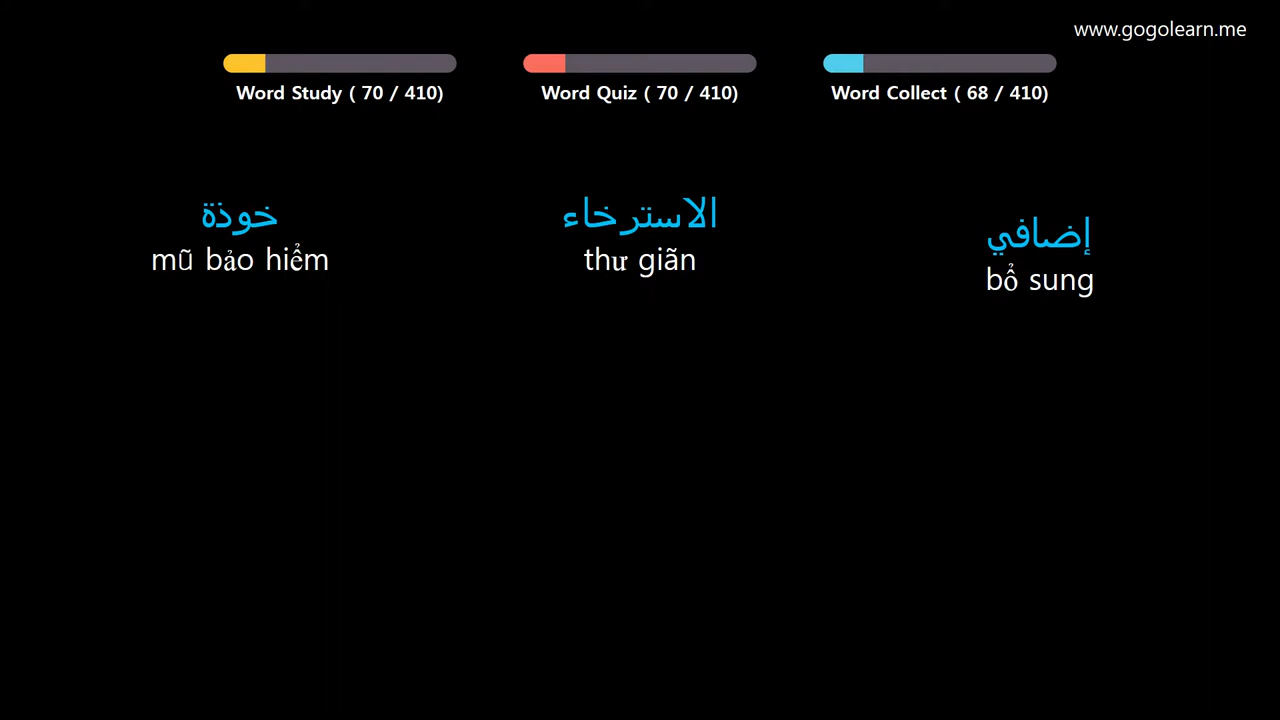 www.gogolearn.me
Word Study ( 70 / 410)
Word Quiz ( 70 / 410)
Word Collect ( 68 / 410)
خوذة
mũ bảo hiểm
الاسترخاء
thư giãn
إضافي
bổ sung